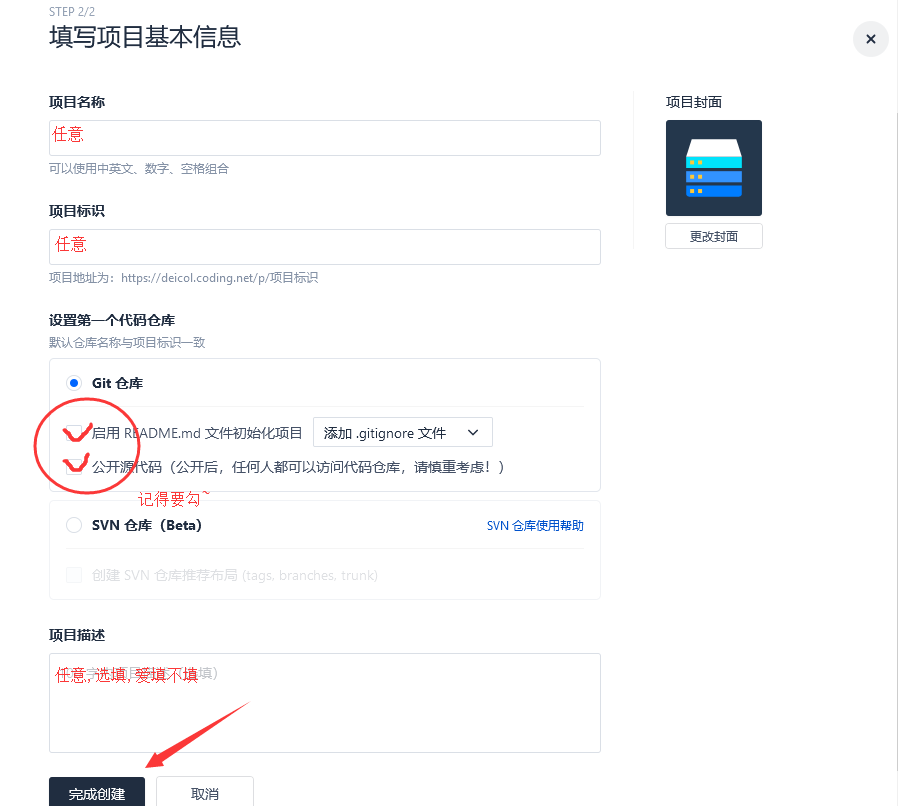 STEP 2/2
填写项目基本信息
项目名称
任意
可以使用中英文、数字、空格组合
项目标识
任意
项目地址为：https://deicol.coding.net/p/项目标识
设置第一个代码仓库
默认仓库名称与项目标识一致
Git 仓库
启用 README.md 文件初始化项目 添加 .gitignore 文件
公开源代码（公开后，任何人都可以访问代码仓库，请慎重考虑！）
记得要勾~
SVN 仓库（Beta） SVN 仓库使用帮助
创建 SVN 仓库推荐布局 (tags, branches, trunk)
项目描述
任意, 选填, 爱填不填
完成创建 取消
项目封面
更改封面